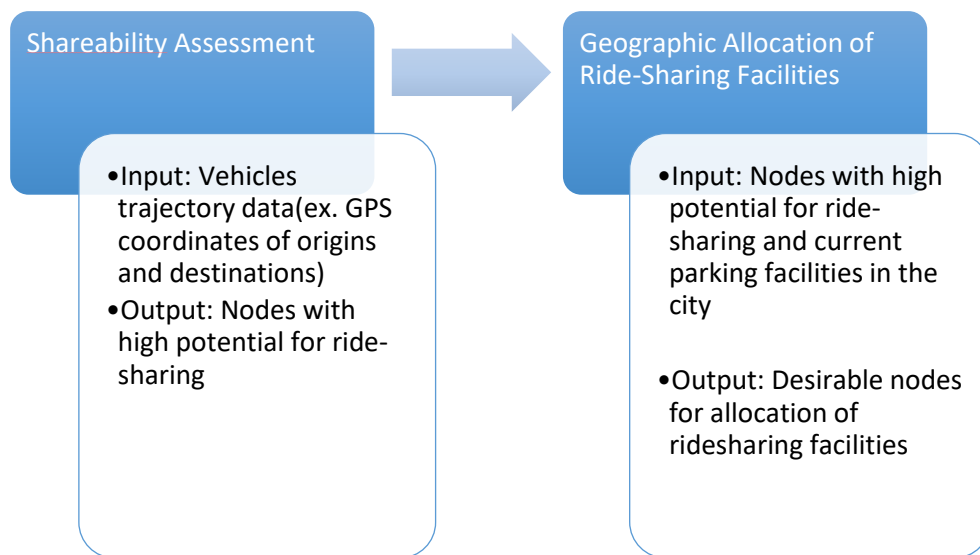 Shareability Assessment
•Input: Vehicles
trajectory data(ex. GPS
coordinates of origins
and destinations)
•Output: Nodes with
high potential for ride-
sharing
Geographic Allocation of
Ride-Sharing Facilities
•Input: Nodes with high
potential for ride-
sharing and current
parking facilities in the
city
•Output: Desirable nodes
for allocation of
ridesharing facilities